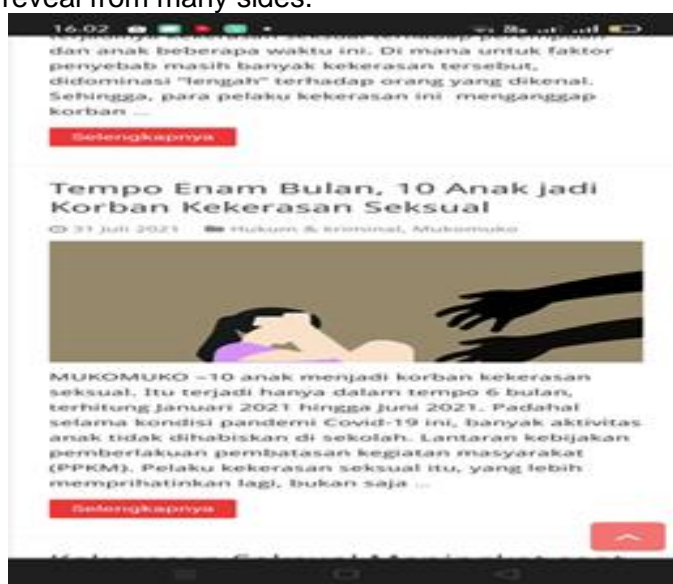 reveal from many sides.
16.02
dan anak beberapa waktu ini. Di mana untuk faktor
penyebab masih banyak kekerasan tersebut,
didominasi "lengah" terhadap orang yang dikenal.
Sehingga, para pelaku kekerasan ini menganggap
korban ...
Selengkapnya
Tempo Enam Bulan, 10 Anak jadi
Korban Kekerasan Seksual
31 Juli 2021 Hukum & kriminal, Mukomuko
MUKOMUKO –10 anak menjadi korban kekerasan
seksual. Itu terjadi hanya dalam tempo 6 bulan,
terhitung Januari 2021 hingga Juni 2021. Padahal
selama kondisi pandemi Covid-19 ini, banyak aktivitas
anak tidak dihabiskan di sekolah. Lantaran kebijakan
pemberlakuan pembatasan kegiatan masyarakat
(PPKM). Pelaku kekerasan seksual itu, yang lebih
memprihatinkan lagi, bukan saja ...
Selengkapnya